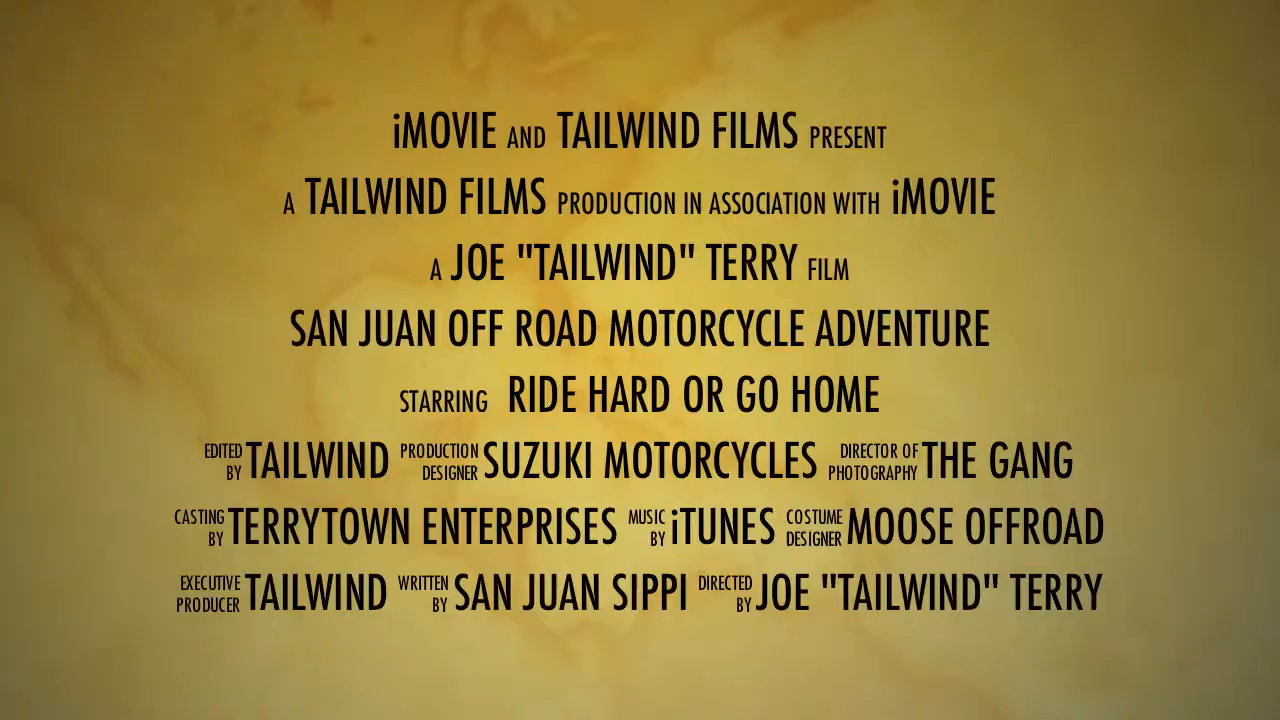 iMOVIE AND TAILWIND FILMS PRESENT
A TAILWIND FILMS PRODUCTION IN ASSOCIATION WITH iMOVIE
A JOE "TAILWIND" TERRY FILM
SAN JUAN OFF ROAD MOTORCYCLE ADVENTURE
STARRING RIDE HARD OR GO HOME
EDITED BY TAILWIND PRODUCTION DESIGNER SUZUKI MOTORCYCLES DIRECTOR OF PHOTOGRAPHY THE GANG
CASTING BY TERRYTOWN ENTERPRISES MUSIC BY iTUNES COSTUME DESIGNER MOOSE OFFROAD
EXECUTIVE PRODUCER TAILWIND WRITTEN BY SAN JUAN SIPPI DIRECTED BY JOE "TAILWIND" TERRY